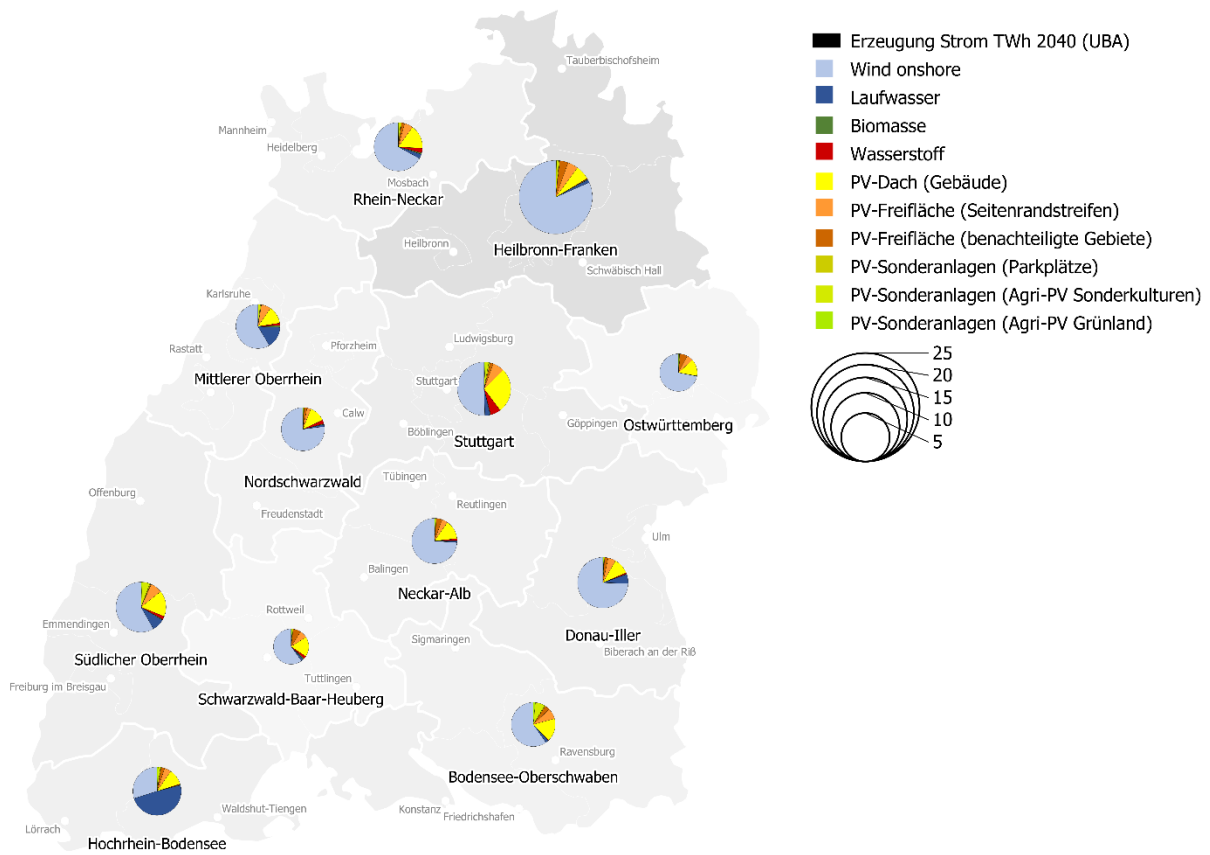 Tauberbischofsheim
Mannheim
Heidelberg
Mosbach
Rhein-Neckar
Heilbronn
Heilbronn-Franken
Schwäbisch Hall
Karlsruhe
Rastatt
Pforzheim
Mittlerer Oberrhein
Ludwigsburg
Stuttgart
Calw
Böblingen
Stuttgart
Göppingen
Ostwürttemberg
Nordschwarzwald
Tübingen
Offenburg
Freudenstadt
Reutlingen
Ulm
Balingen
Neckar-Alb
Rottweil
Emmendingen
Sigmaringen
Donau-Iller
Biberach an der Riß
Südlicher Oberrhein
Tuttlingen
Freiburg im Breisgau
Schwarzwald-Baar-Heuberg
Ravensburg
Bodensee-Oberschwaben
Waldshut-Tiengen
Konstanz
Friedrichshafen
Lörrach
Hochrhein-Bodensee
Erzeugung Strom TWh 2040 (UBA)
Wind onshore
Laufwasser
Biomasse
Wasserstoff
PV-Dach (Gebäude)
PV-Freifläche (Seitenrandstreifen)
PV-Freifläche (benachteiligte Gebiete)
PV-Sonderanlagen (Parkplätze)
PV-Sonderanlagen (Agri-PV Sonderkulturen)
PV-Sonderanlagen (Agri-PV Grünland)
25
20
15
10
5